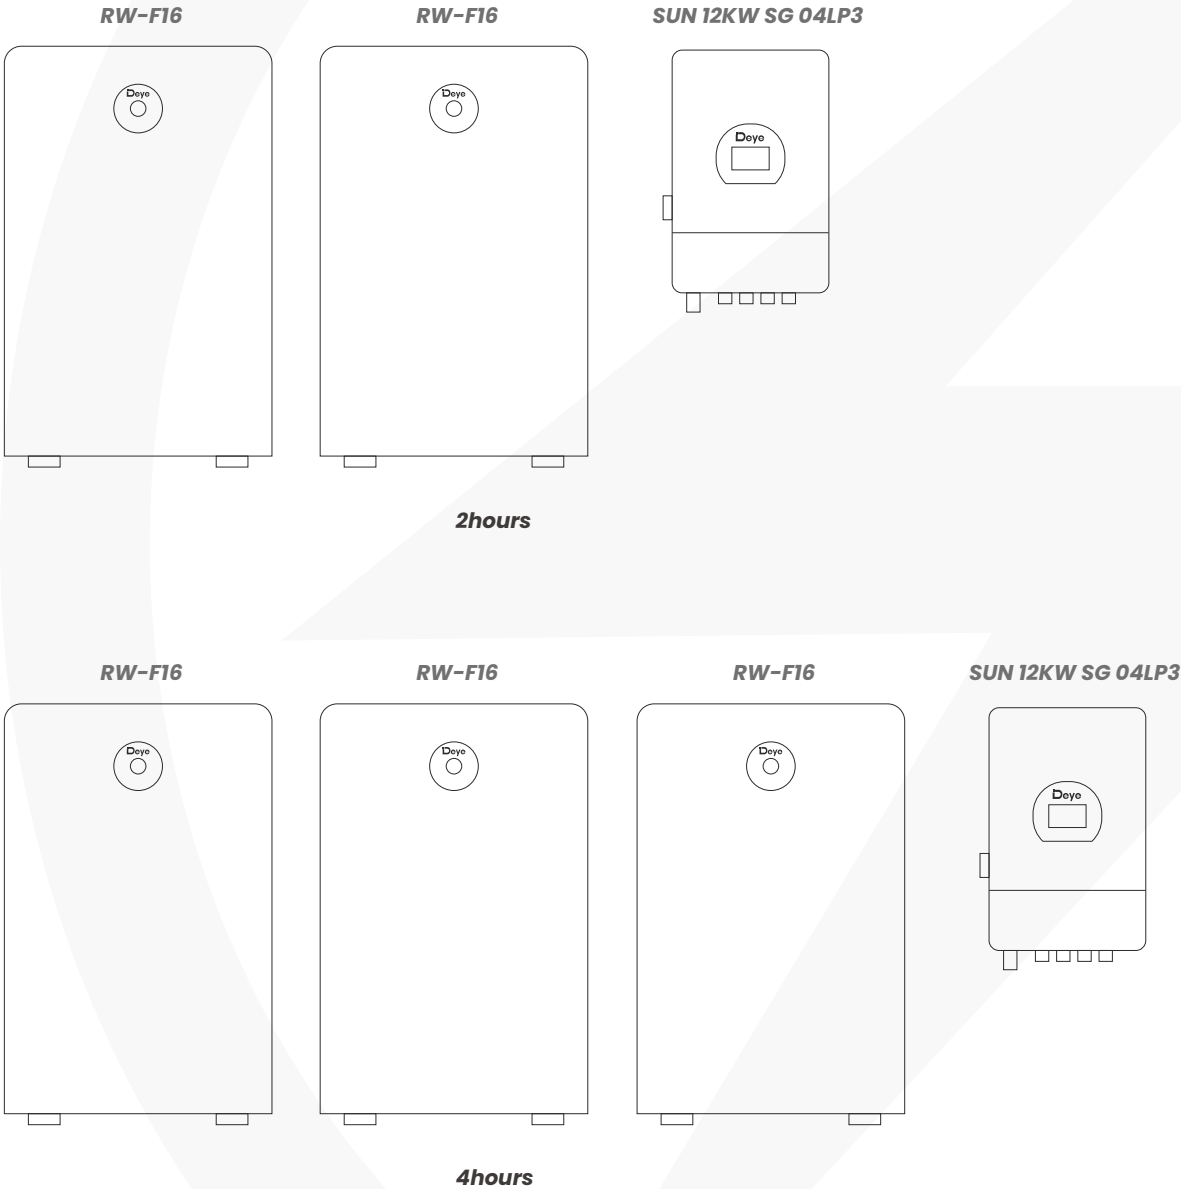 RW-F16 RW-F16 SUN 12KW SG 04LP3
Deye Deye
Deye
2hours
RW-F16 RW-F16 RW-F16 SUN 12KW SG 04LP3
Deye Deye Deye
Deye
4hours